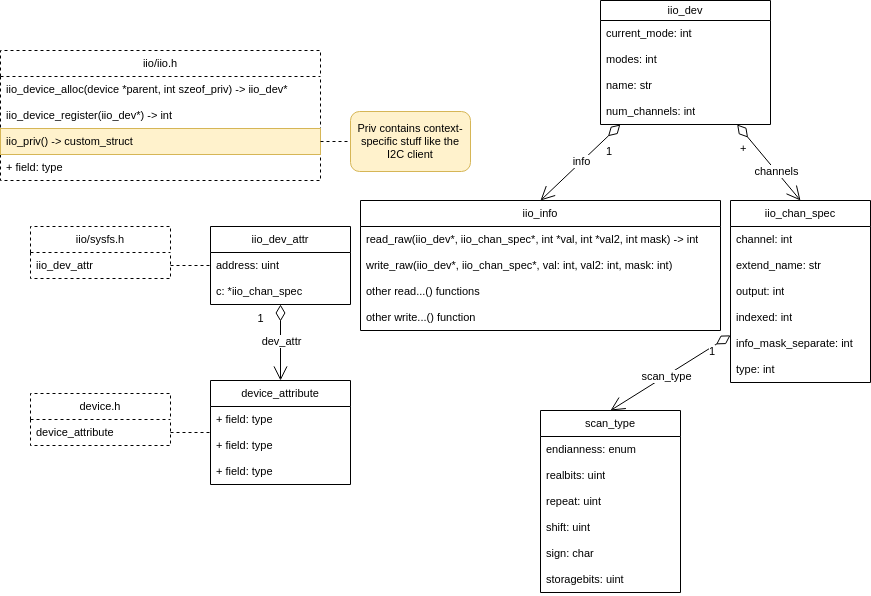 iio_dev
current_mode: int
modes: int
name: str
num_channels: int
iio/iio.h
iio_device_alloc(device *parent, int szeof_priv) -> iio_dev*
iio_device_register(iio_dev*) -> int
iio_priv() -> custom_struct
+ field: type
Priv contains context-
specific stuff like the
I2C client
1
info
+
channels
iio_info
read_raw(iio_dev*, iio_chan_spec*, int *val, int *val2, int mask) -> int
write_raw(iio_dev*, iio_chan_spec*, val: int, val2: int, mask: int)
other read...() functions
other write...() function
iio_chan_spec
channel: int
extend_name: str
output: int
indexed: int
info_mask_separate: int
type: int
iio/sysfs.h
iio_dev_attr
iio_dev_attr
address: uint
c: *iio_chan_spec
1
dev_attr
device.h
device_attribute
device_attribute
+ field: type
+ field: type
+ field: type
1
scan_type
scan_type
endianness: enum
realbits: uint
repeat: uint
shift: uint
sign: char
storagebits: uint